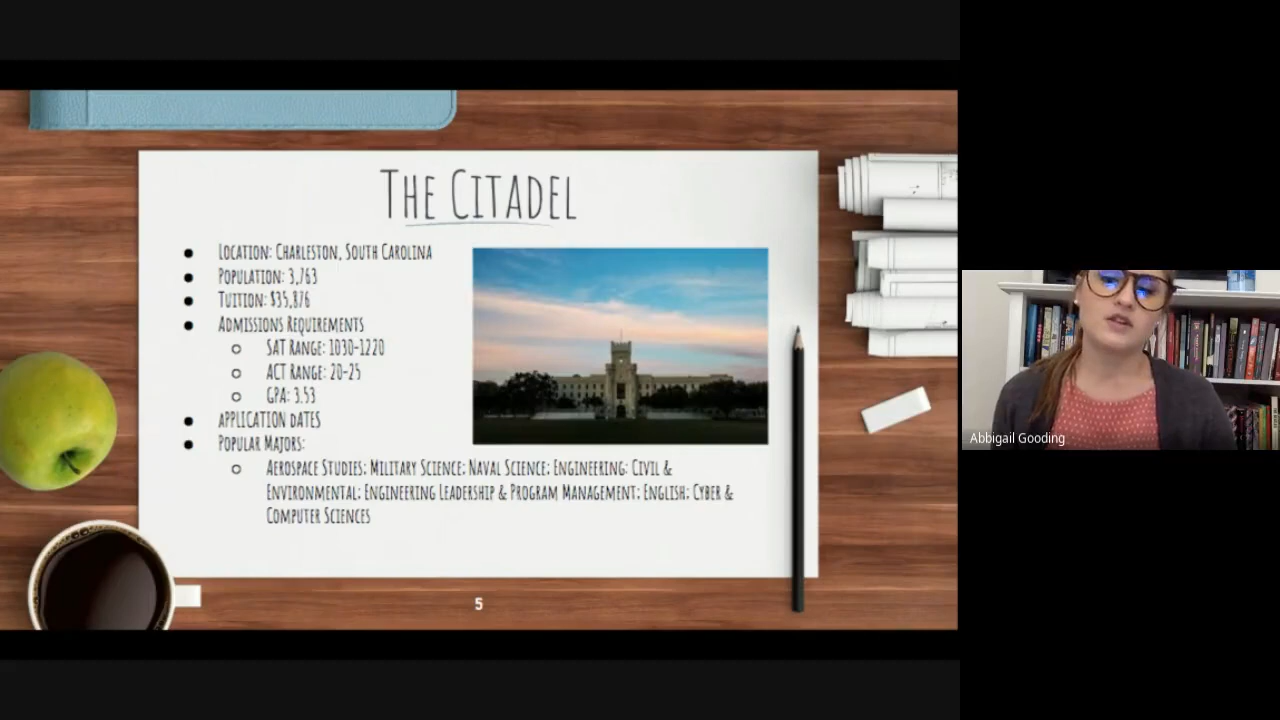 The Citadel
Location: Charleston, South Carolina
Population: 3,763
Tuition: $35,876
Admissions Requirements
SAT Range: 1030-1220
ACT Range: 20-25
GPA: 3.53
APPLICATION DATES
Popular Majors:
Aerospace Studies; Military Science; Naval Science; Engineering: Civil &
Environmental; Engineering Leadership & Program Management; English; Cyber &
Computer Sciences
5
Abbigail Gooding